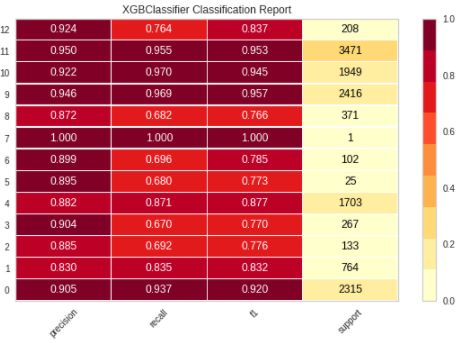 XGBClassifier Classification Report
12 0.924 0.764 0.837 208
11 0.950 0.955 0.953 3471
10 0.922 0.970 0.945 1949
9 0.946 0.969 0.957 2416
8 0.872 0.682 0.766 371
7 1.000 1.000 1.000 1
6 0.899 0.696 0.785 102
5 0.895 0.680 0.773 25
4 0.882 0.871 0.877 1703
3 0.904 0.670 0.770 267
2 0.885 0.692 0.776 133
1 0.830 0.835 0.832 764
0 0.905 0.937 0.920 2315
precision recall f1 support
1.0
0.8
0.6
0.4
0.2
0.0